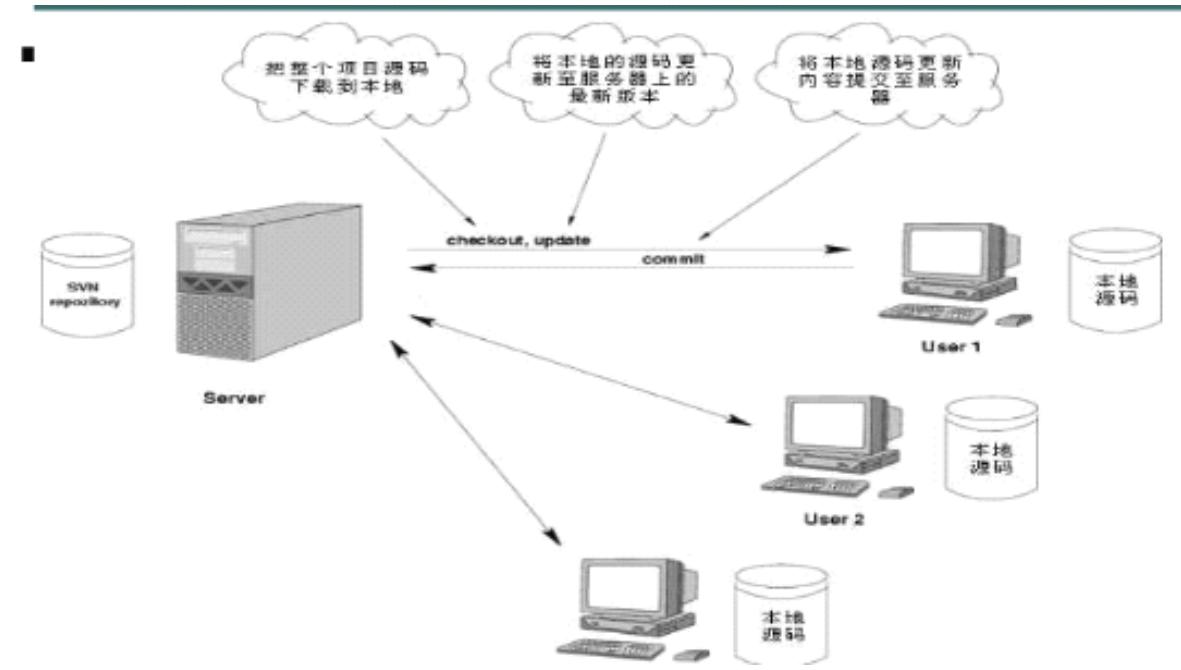 把整个项目源码
下载到本地
将本地的源码更
新至服务器上的
最新版本
将本地源码更新
内容提交至服务
器
checkout, update
commit
SVN
repozitory
本地
源码
User 1
Server
本地
源码
User 2
本地
源码